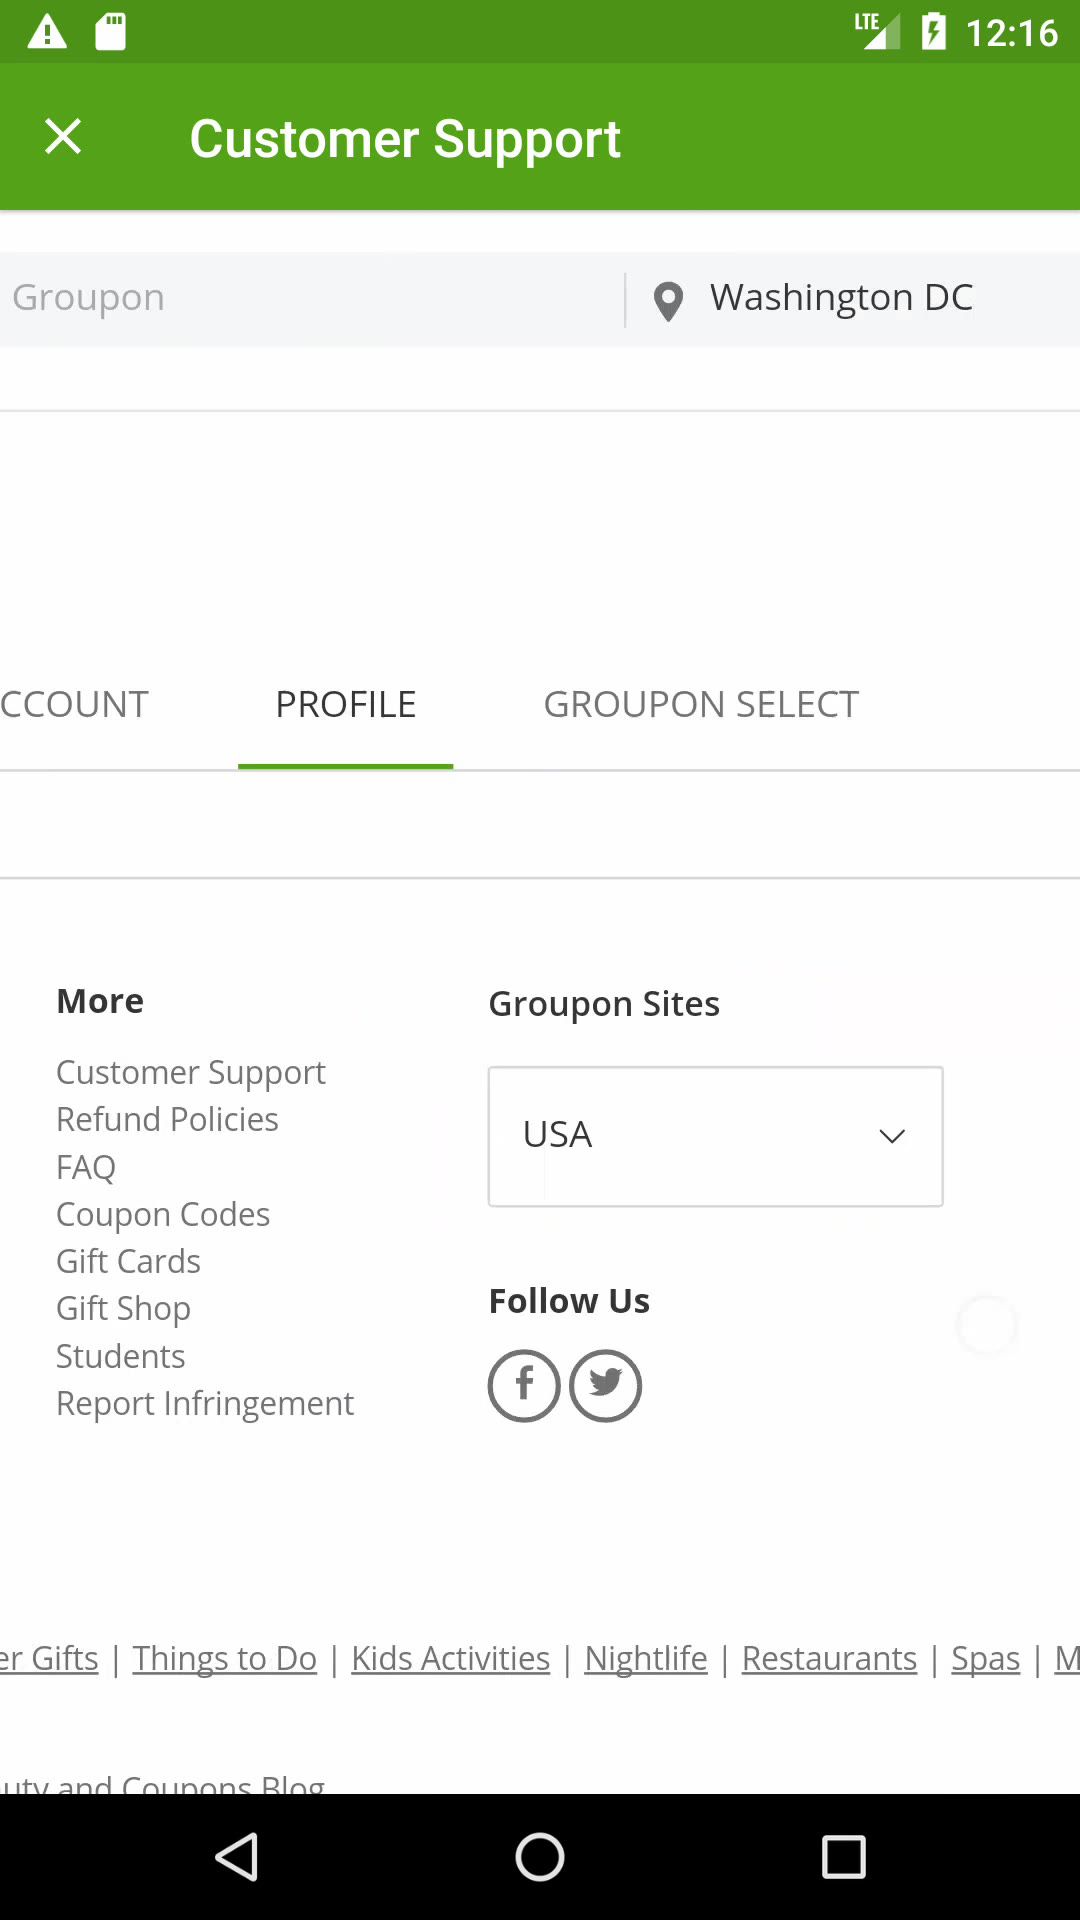 LTE 12:16
Customer Support
Groupon Washington DC
CCOUNT PROFILE GROUPON SELECT
More
Customer Support
Refund Policies
FAQ
Coupon Codes
Gift Cards
Gift Shop
Students
Report Infringement
Groupon Sites
USA
Follow Us
er Gifts | Things to Do | Kids Activities | Nightlife | Restaurants | Spas | M
uty and Coupons Blog